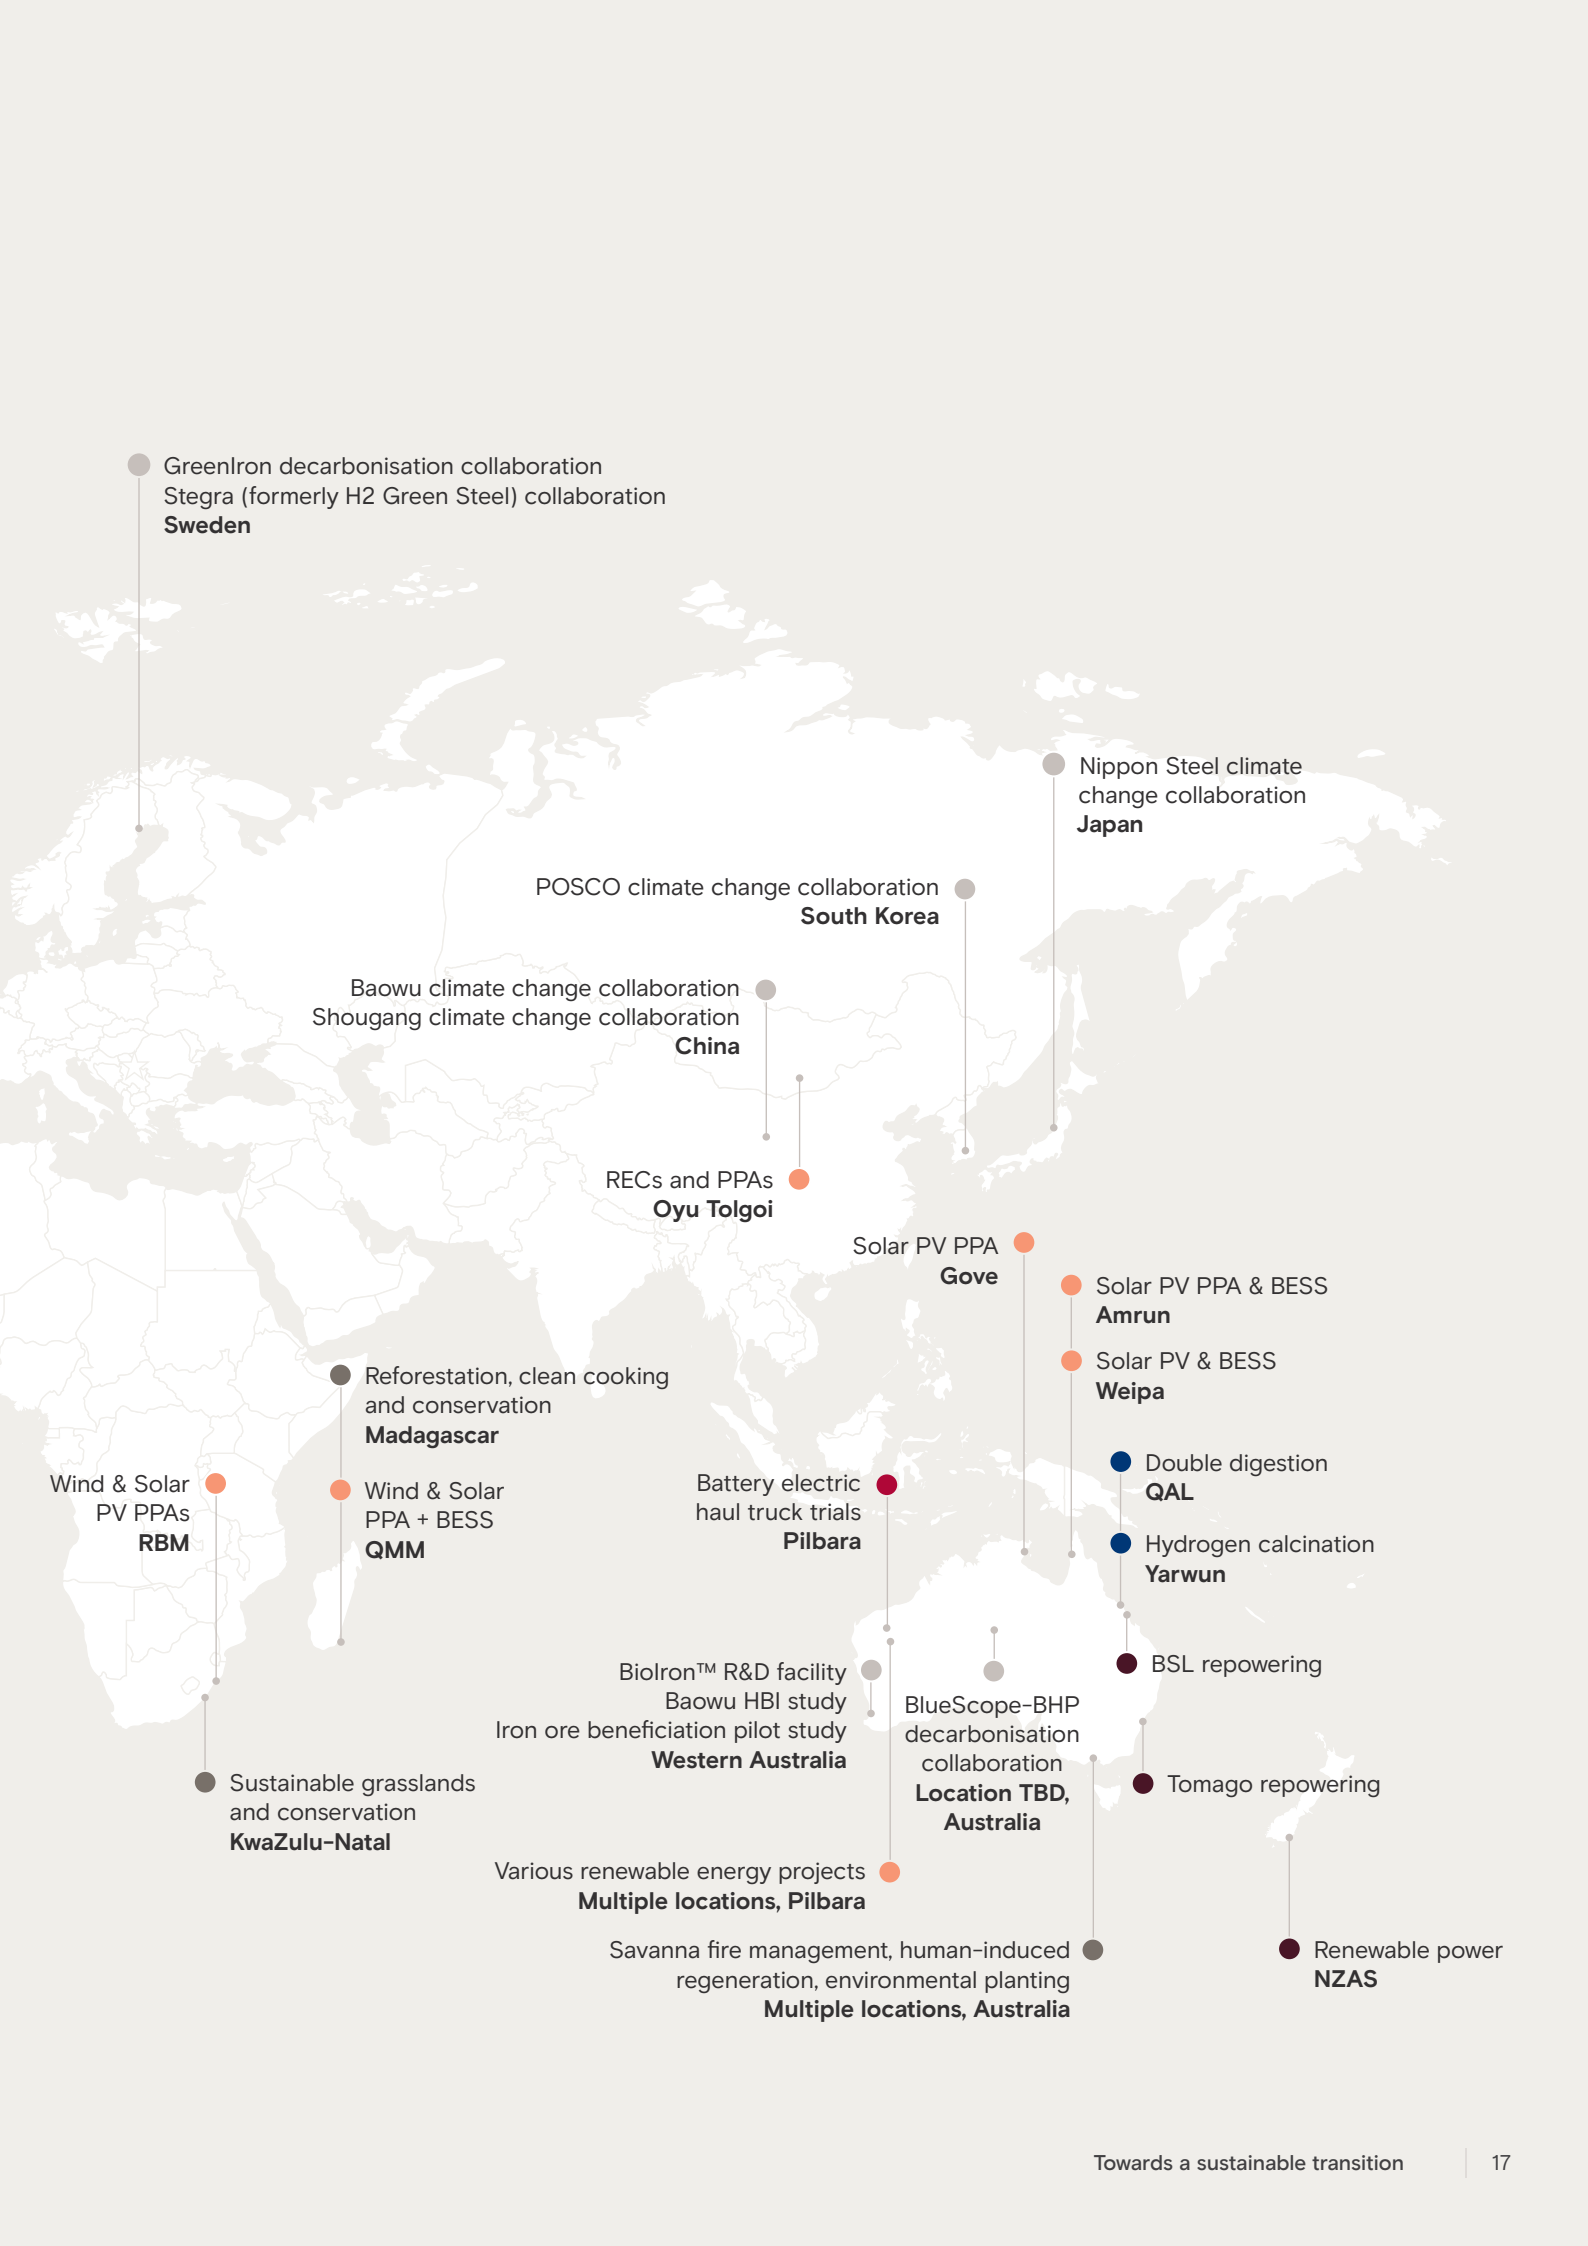 GreenIron decarbonisation collaboration
Stegra (formerly H2 Green Steel) collaboration
Sweden
Nippon Steel climate
change collaboration
Japan
POSCO climate change collaboration
South Korea
Baowu climate change collaboration
Shougang climate change collaboration
China
RECs and PPAs
Oyu Tolgoi
Solar PV PPA
Gove
Solar PV PPA & BESS
Amrun
Solar PV & BESS
Weipa
Reforestation, clean cooking
and conservation
Madagascar
Wind & Solar
PV PPAs
RBM
Wind & Solar
PPA + BESS
QMM
Battery electric
haul truck trials
Pilbara
Double digestion
QAL
Hydrogen calcination
Yarwun
BioIron™ R&D facility
Baowu HBI study
Iron ore beneficiation pilot study
Western Australia
BlueScope-BHP
decarbonisation
collaboration
Location TBD,
Australia
BSL repowering
Tomago repowering
Sustainable grasslands
and conservation
KwaZulu-Natal
Various renewable energy projects
Multiple locations, Pilbara
Savanna fire management, human-induced
regeneration, environmental planting
Multiple locations, Australia
Renewable power
NZAS
Towards a sustainable transition
17